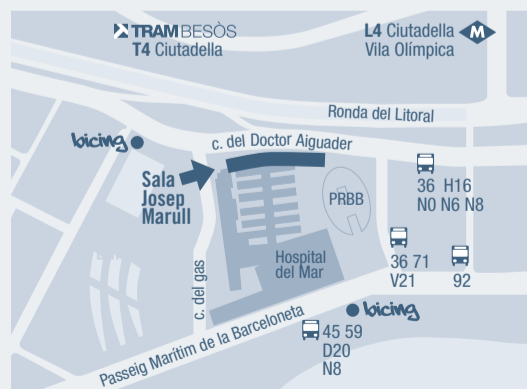 TRAMBESÒS
T4 Ciutadella
L4 Ciutadella
Vila Olímpica
M
Ronda del Litoral
bicing
c. del Doctor Aiguader
Sala
Josep
Marull
PRBB
36 H16
N0 N6 N8
Hospital
del Mar
36 71
V21
92
c. del gas
bicing
Passeig Marítim de la Barceloneta
45 59
D20
N8